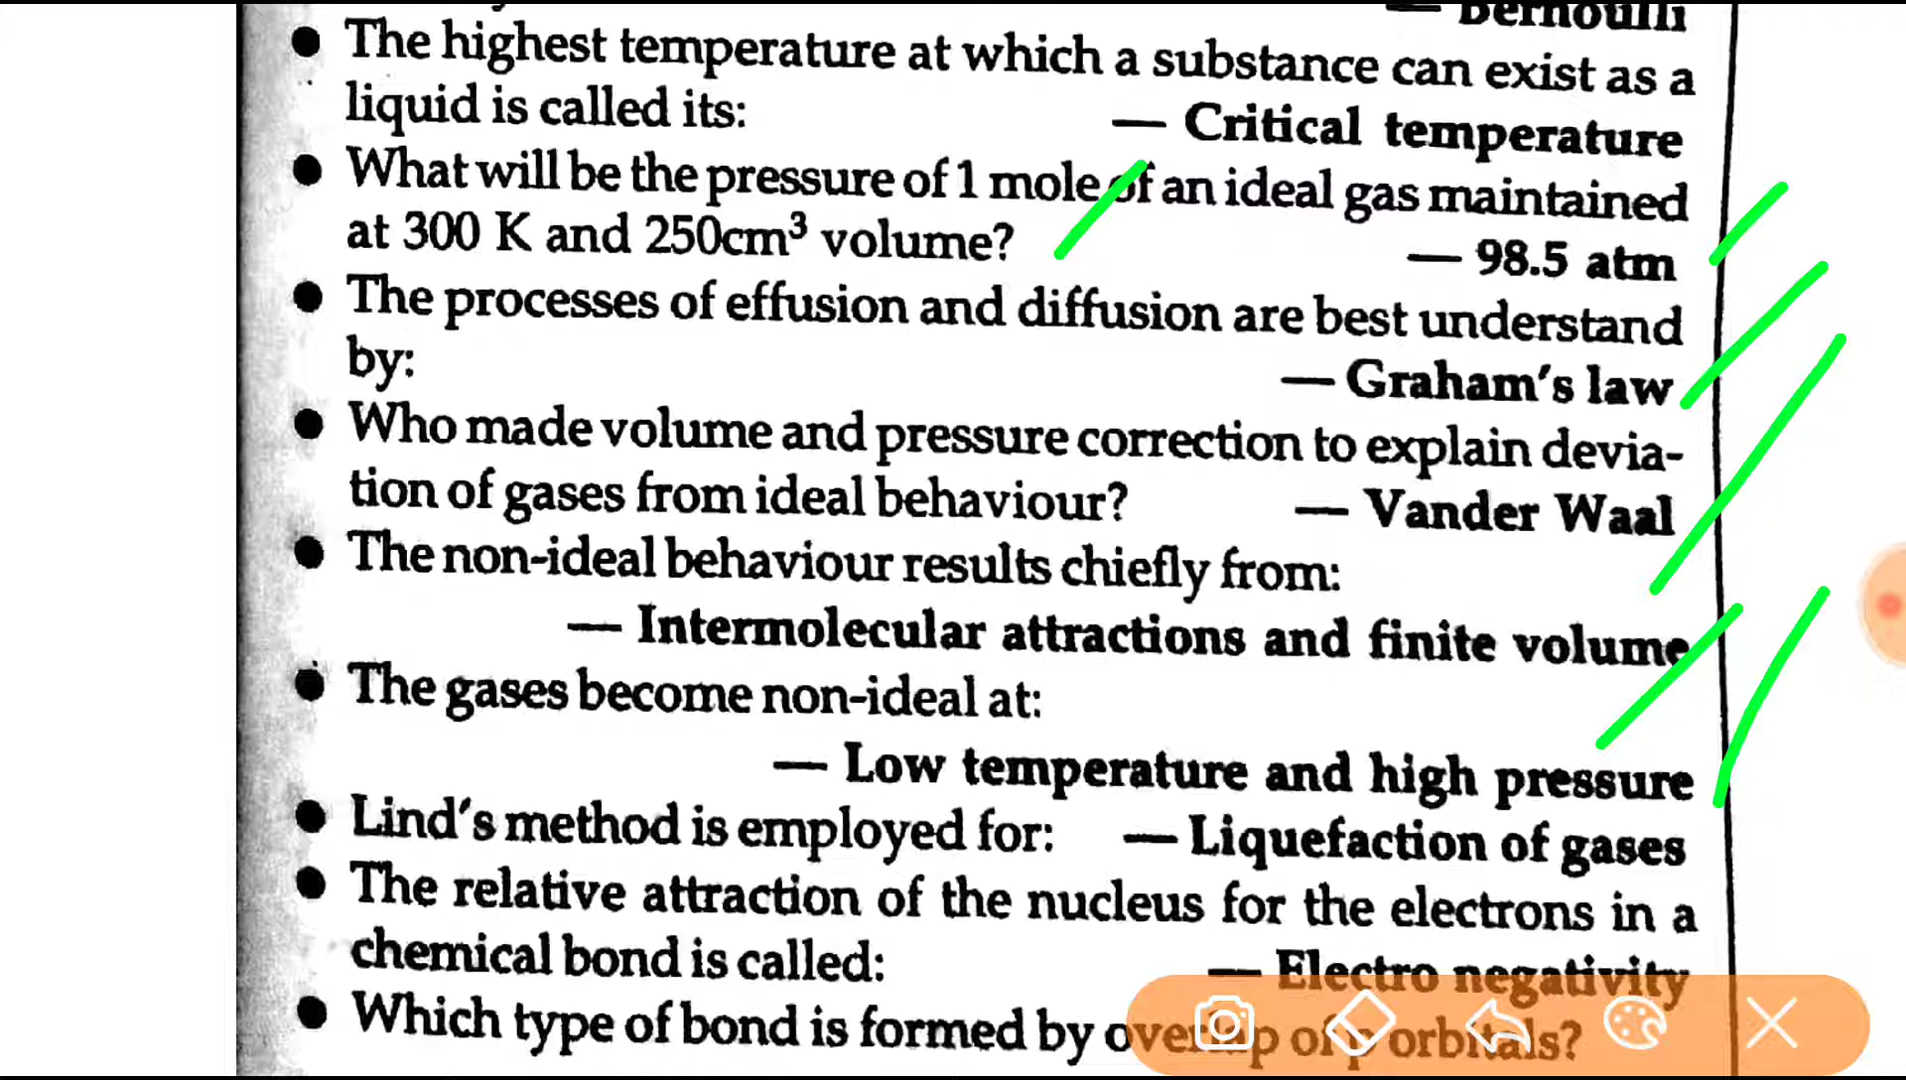 — Bernoulli
• The highest temperature at which a substance can exist as a
liquid is called its: — Critical temperature
• What will be the pressure of 1 mole of an ideal gas maintained
at 300 K and 250cm³ volume? — 98.5 atm
• The processes of effusion and diffusion are best understand
by: — Graham's law
• Who made volume and pressure correction to explain devia-
tion of gases from ideal behaviour? — Vander Waal
• The non-ideal behaviour results chiefly from:
— Intermolecular attractions and finite volume
• The gases become non-ideal at:
— Low temperature and high pressure
• Lind's method is employed for: — Liquefaction of gases
• The relative attraction of the nucleus for the electrons in a
chemical bond is called: — Electro negativity
• Which type of bond is formed by overlap of p orbitals?